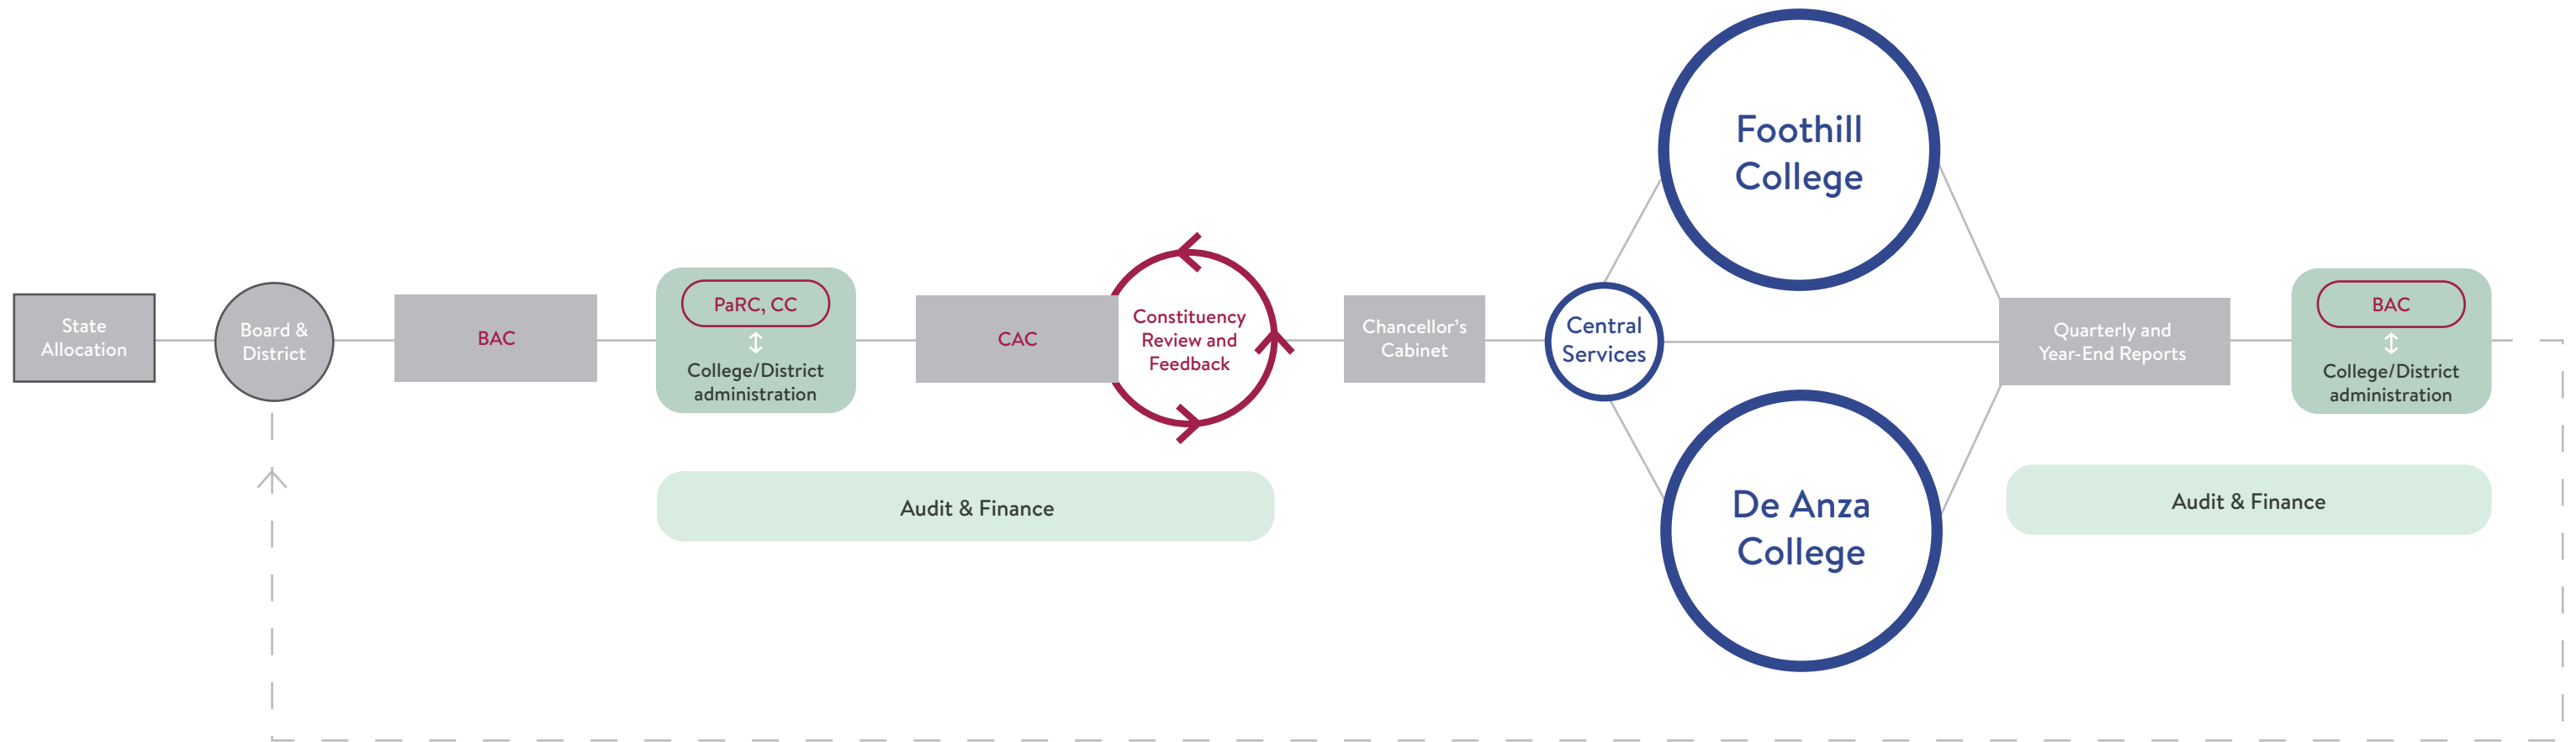 State
Allocation
Board &
District
BAC
PaRC, CC
College/District
administration
CAC
Constituency
Review and
Feedback
Audit & Finance
Chancellor’s
Cabinet
Central
Services
Foothill
College
De Anza
College
Quarterly and
Year-End Reports
BAC
College/District
administration
Audit & Finance